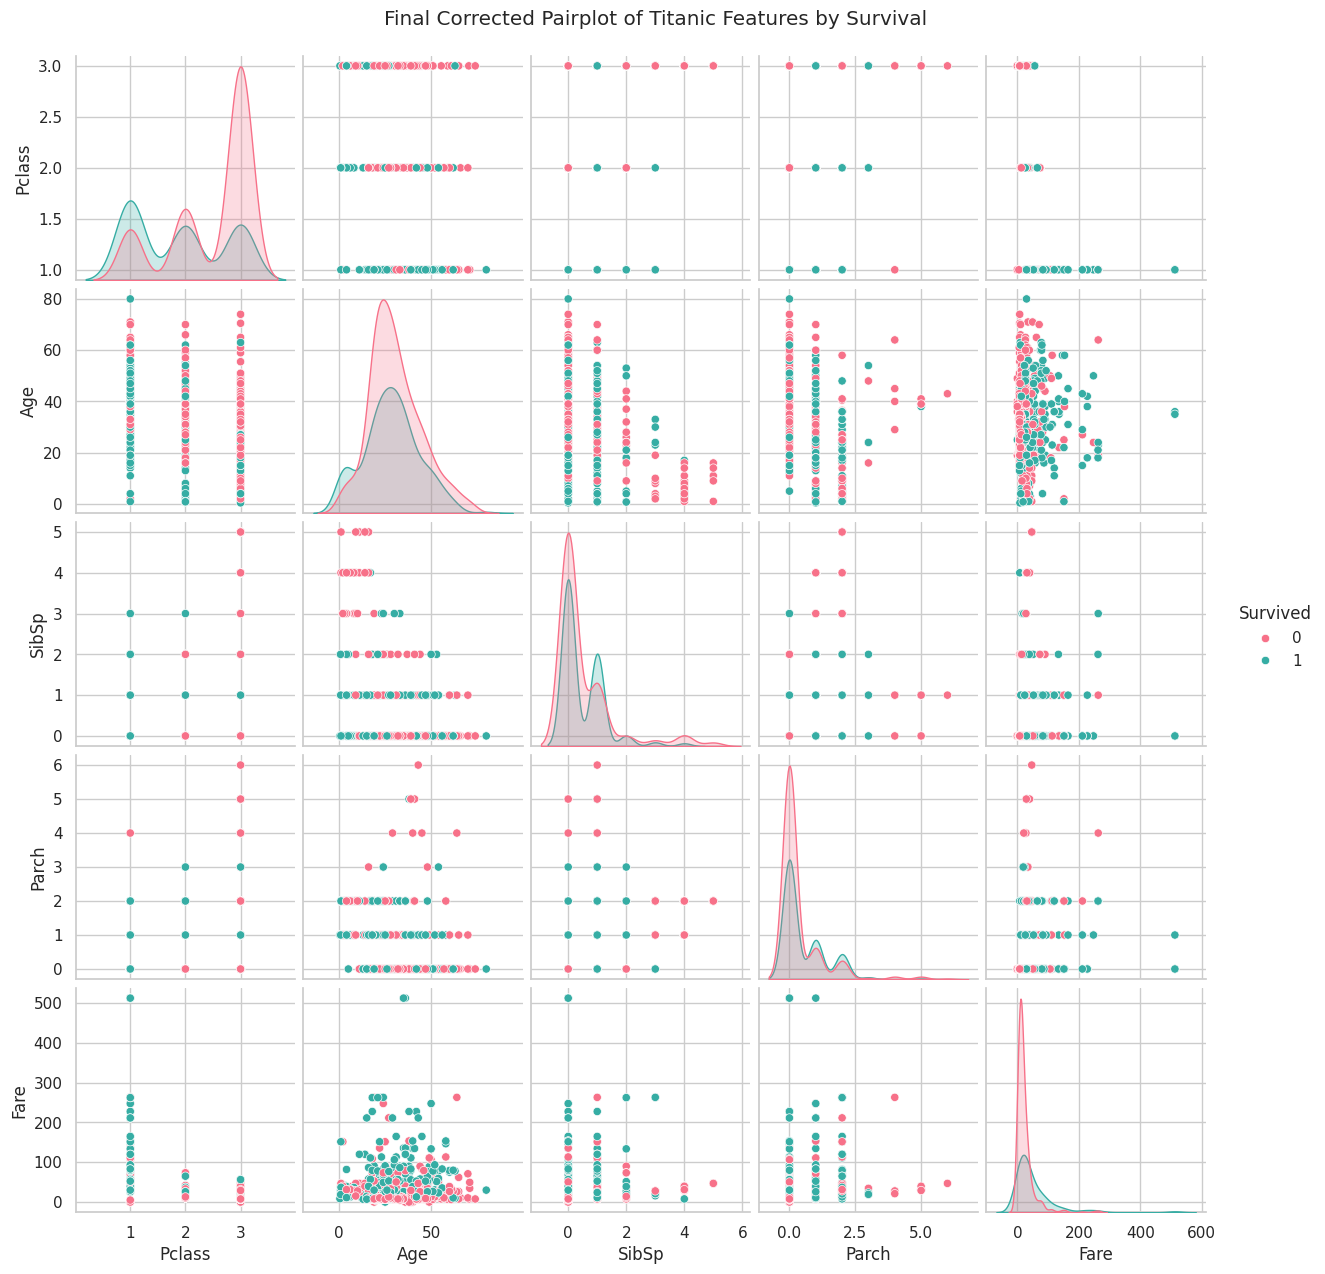 Final Corrected Pairplot of Titanic Features by Survival
3.0
2.5
2.0
1.5
1.0
Pclass
80
60
40
20
0
Age
5
4
3
2
1
0
SibSp
Survived
0
1
6
5
4
3
2
1
0
Parch
500
400
300
200
100
0
Fare
1 2 3
0 50
0 2 4 6
0.0 2.5 5.0
0 200 400 600
Pclass Age SibSp Parch Fare